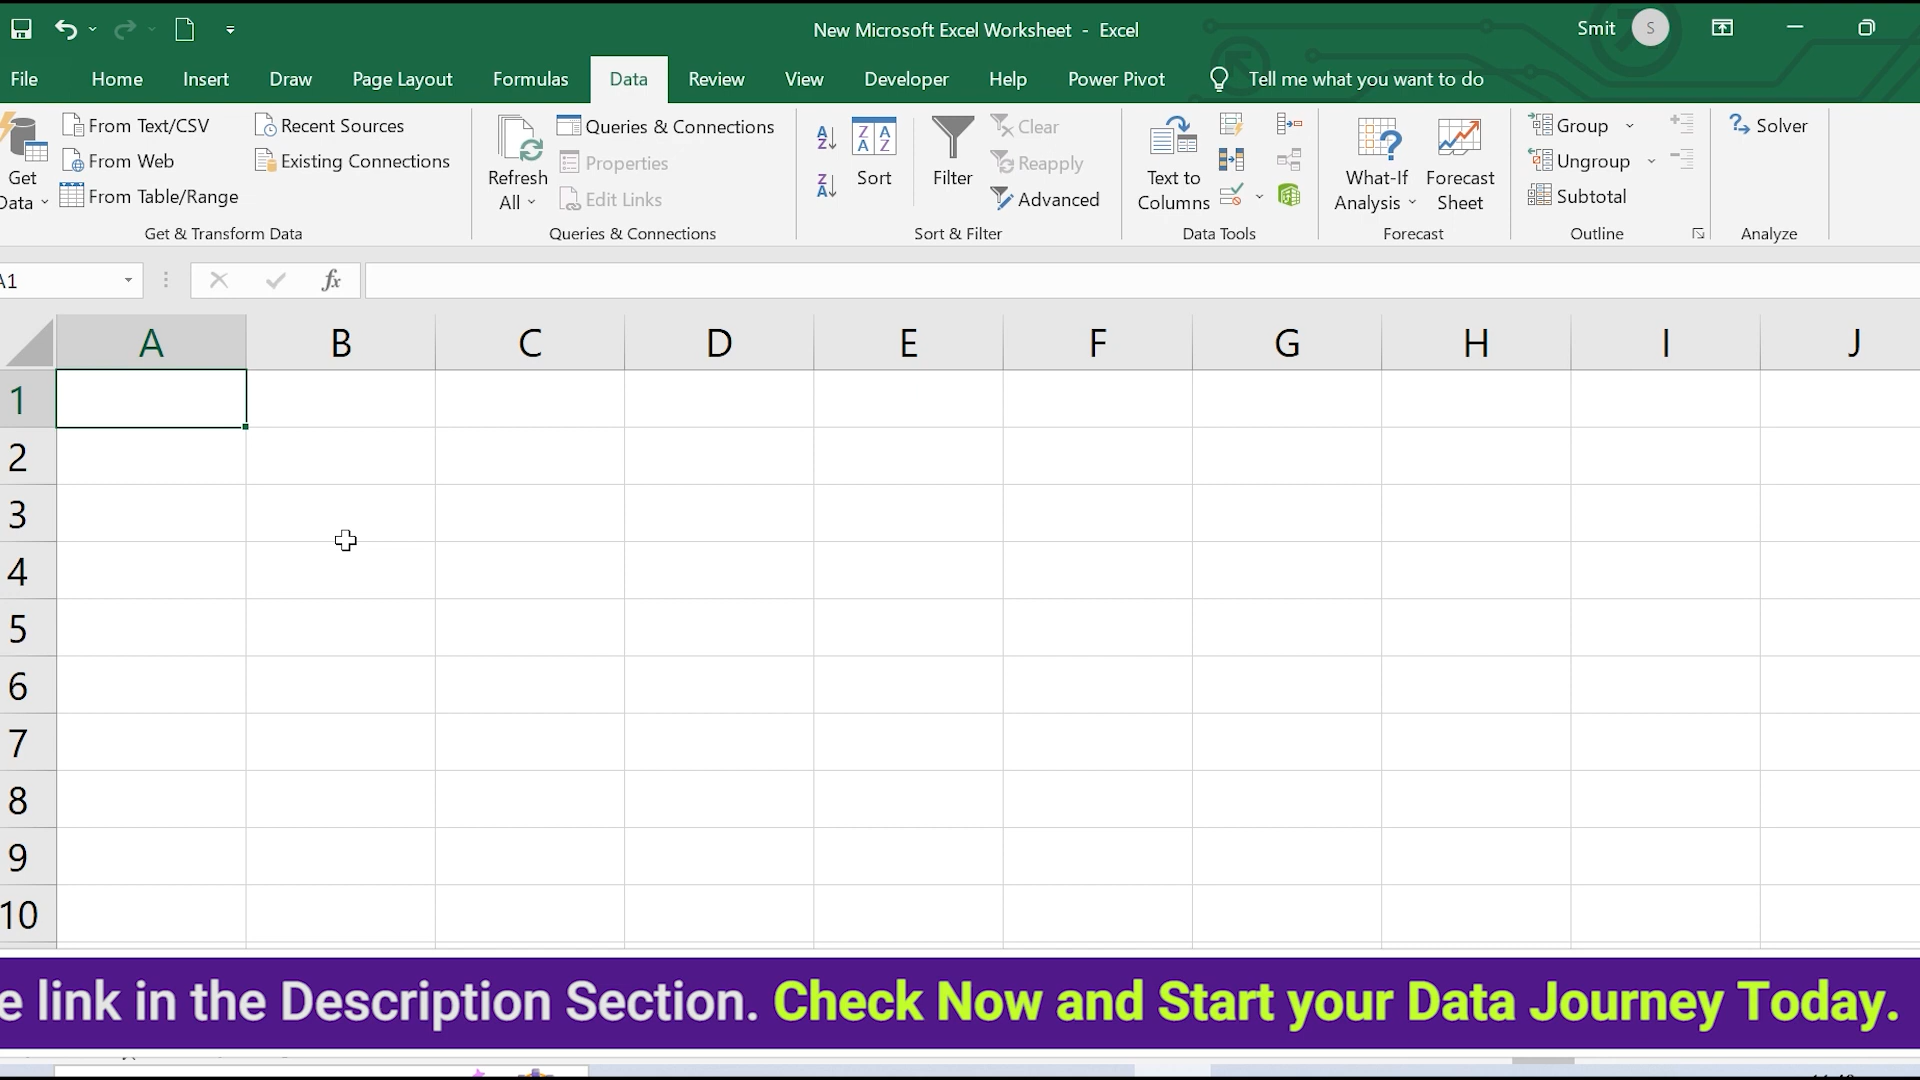 New Microsoft Excel Worksheet - Excel
Smit S
File Home Insert Draw Page Layout Formulas Data Review View Developer Help Power Pivot Tell me what you want to do
Get Data
From Text/CSV
From Web
From Table/Range
Recent Sources
Existing Connections
Get & Transform Data
Refresh All
Queries & Connections
Properties
Edit Links
Queries & Connections
Sort
Filter
Clear
Reapply
Advanced
Sort & Filter
Text to Columns
Data Tools
What-If Analysis
Forecast Sheet
Forecast
Group
Ungroup
Subtotal
Outline
Solver
Analyze
A1
fx
A B C D E F G H I J
1
2
3
4
5
6
7
8
9
10
e link in the Description Section. Check Now and Start your Data Journey Today.